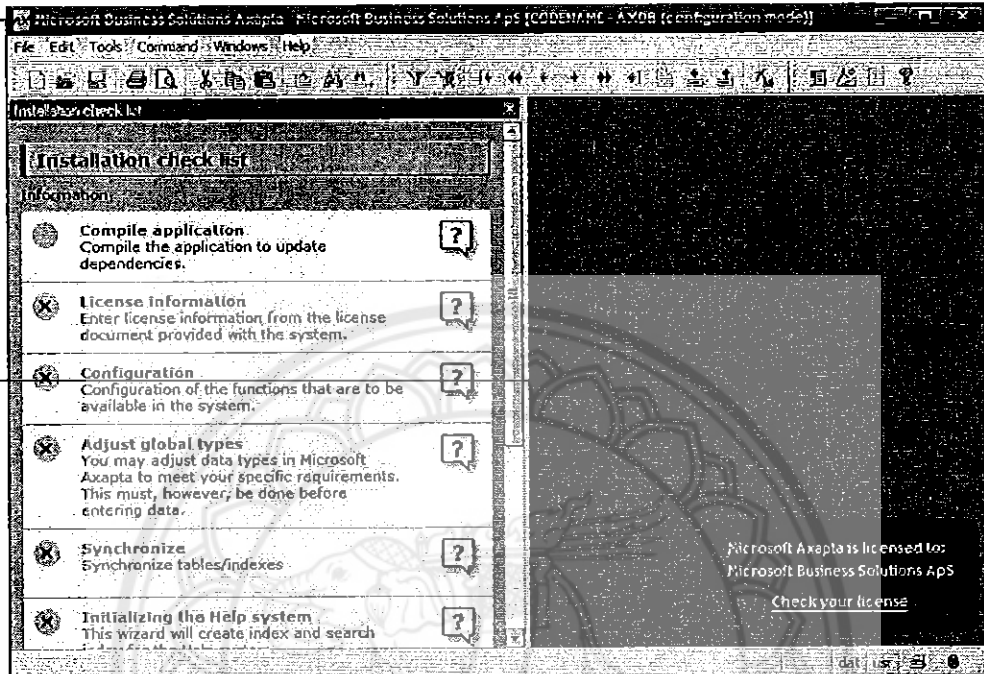 Microsoft Business Solutions Axapta - Microsoft Business Solutions ApS [CODENAME - AXDB (configuration mode)]
File Edit Tools Command Windows Help
Installation check list
Installation check list
Information:
Compile application
Compile the application to update
dependencies.
License information
Enter license information from the license
document provided with the system.
Configuration
Configuration of the functions that are to be
available in the system.
Adjust global types
You may adjust data types in Microsoft
Axapta to meet your specific requirements.
This must, however, be done before
entering data.
Synchronize
Synchronize tables/indexes
Initializing the Help system
This wizard will create index and search
Microsoft Axapta is licensed to:
Microsoft Business Solutions ApS
Check your license
dat usr